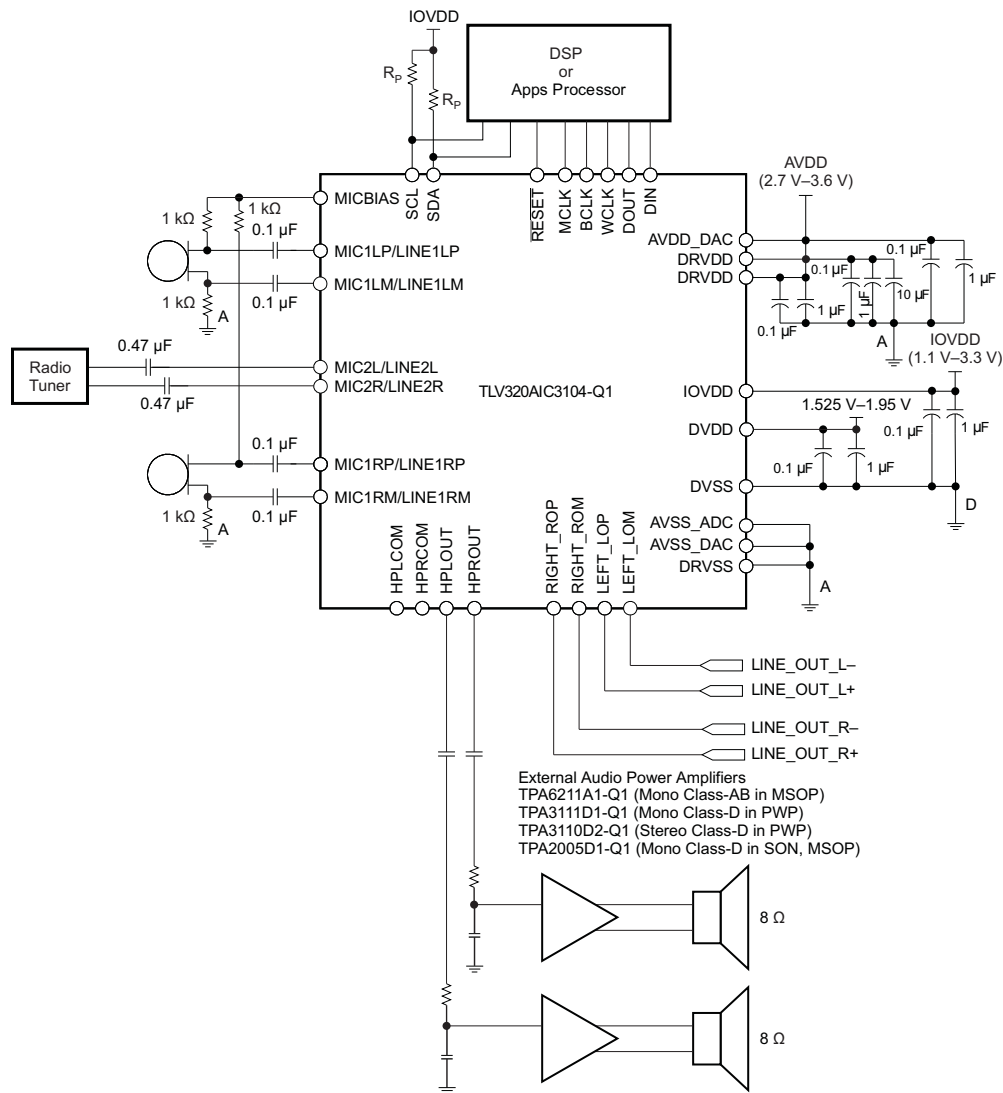 IOVDD
DSP
or
Apps Processor
RP
RP
SCL
SDA
RESET
MCLK
BCLK
WCLK
DOUT
DIN
AVDD
(2.7 V–3.6 V)
MICBIAS
1 kΩ
1 kΩ
0.1 µF
MIC1LP/LINE1LP
MIC1LM/LINE1LM
1 kΩ
A
0.1 µF
AVDD_DAC
DRVDD
DRVDD
0.1 µF
0.1 µF
1 µF
0.1 µF
1 µF
1 µF
10 µF
A
Radio
Tuner
0.47 µF
0.47 µF
MIC2L/LINE2L
MIC2R/LINE2R
TLV320AIC3104-Q1
IOVDD
(1.1 V–3.3 V)
IOVDD
1.525 V–1.95 V
DVDD
0.1 µF
1 µF
0.1 µF
1 µF
DVSS
D
0.1 µF
MIC1RP/LINE1RP
MIC1RM/LINE1RM
1 kΩ
A
0.1 µF
AVSS_ADC
AVSS_DAC
DRVSS
A
HPLCOM
HPRCOM
HPLOUT
HPROUT
RIGHT_ROP
RIGHT_ROM
LEFT_LOP
LEFT_LOM
LINE_OUT_L–
LINE_OUT_L+
LINE_OUT_R–
LINE_OUT_R+
External Audio Power Amplifiers
TPA6211A1-Q1 (Mono Class-AB in MSOP)
TPA3111D1-Q1 (Mono Class-D in PWP)
TPA3110D2-Q1 (Stereo Class-D in PWP)
TPA2005D1-Q1 (Mono Class-D in SON, MSOP)
8 Ω
8 Ω